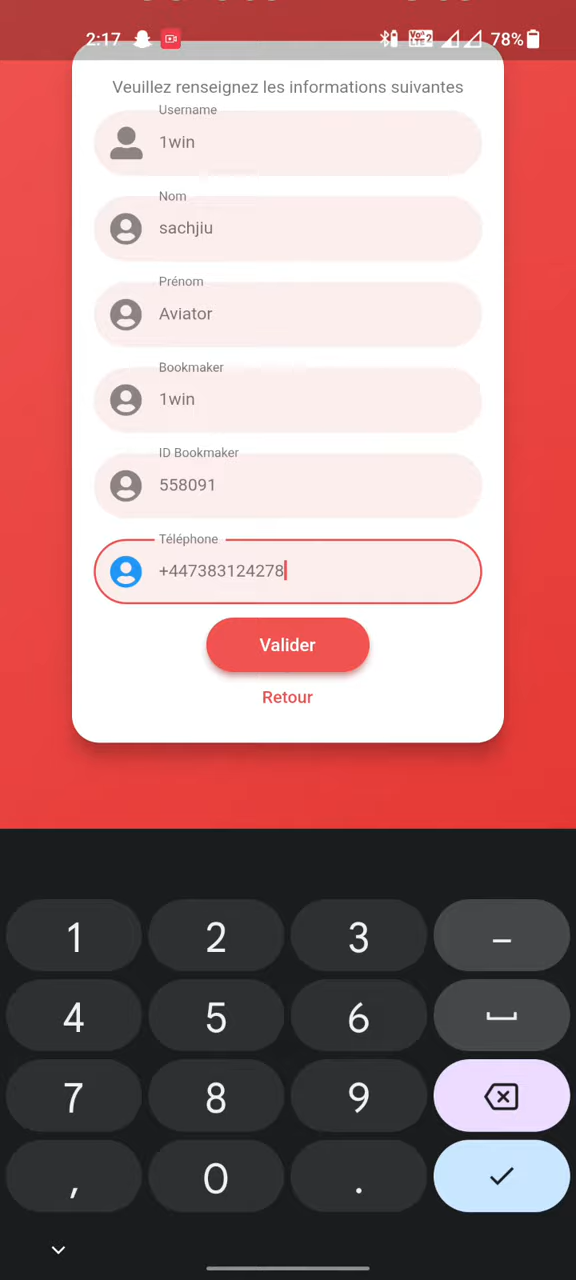 2:17
78%
Veuillez renseignez les informations suivantes
Username
1win
Nom
sachjiu
Prénom
Aviator
Bookmaker
1win
ID Bookmaker
558091
Téléphone
+447383124278
Valider
Retour
1 2 3 –
4 5 6
7 8 9
, 0 .